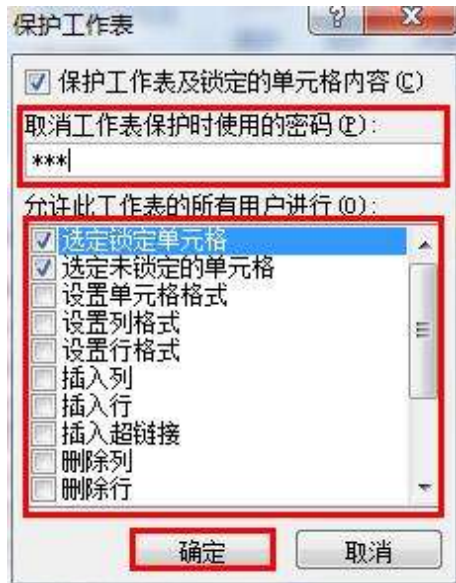 保护工作表
保护工作表及锁定的单元格内容(C)
取消工作表保护时使用的密码(P):
***
允许此工作表的所有用户进行(O):
选定锁定单元格
选定未锁定的单元格
设置单元格格式
设置列格式
设置行格式
插入列
插入行
插入超链接
删除列
删除行
确定
取消